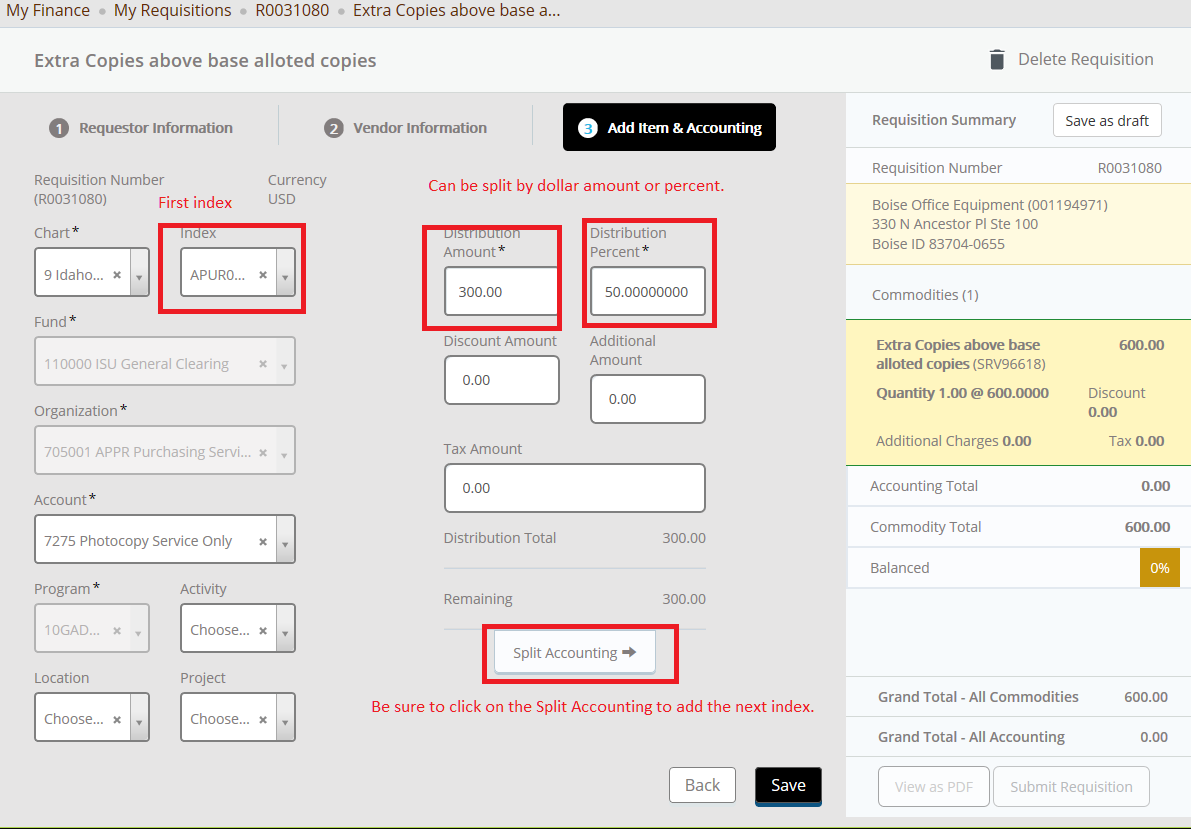 My Finance • My Requisitions • R0031080 • Extra Copies above base a...
Extra Copies above base alloted copies
Delete Requisition
1 Requestor Information
2 Vendor Information
3 Add Item & Accounting
Requisition Number
(R0031080)
Currency
USD
First index
Can be split by dollar amount or percent.
Chart*
9 Idaho... ×
Index
APUR0... ×
Fund*
110000 ISU General Clearing ×
Organization*
705001 APPR Purchasing Servi... ×
Account*
7275 Photocopy Service Only ×
Program*
10GAD... ×
Activity
Choose... ×
Location
Choose... ×
Project
Choose... ×
Distribution
Amount*
300.00
Distribution
Percent*
50.00000000
Discount Amount
0.00
Additional
Amount
0.00
Tax Amount
0.00
Distribution Total 300.00
Remaining 300.00
Split Accounting →
Be sure to click on the Split Accounting to add the next index.
Back
Save
Requisition Summary
Save as draft
Requisition Number R0031080
Boise Office Equipment (001194971)
330 N Ancestor Pl Ste 100
Boise ID 83704-0655
Commodities (1)
Extra Copies above base 600.00
alloted copies (SRV96618)
Quantity 1.00 @ 600.0000
Discount
0.00
Additional Charges 0.00
Tax 0.00
Accounting Total 0.00
Commodity Total 600.00
Balanced 0%
Grand Total - All Commodities 600.00
Grand Total - All Accounting 0.00
View as PDF
Submit Requisition